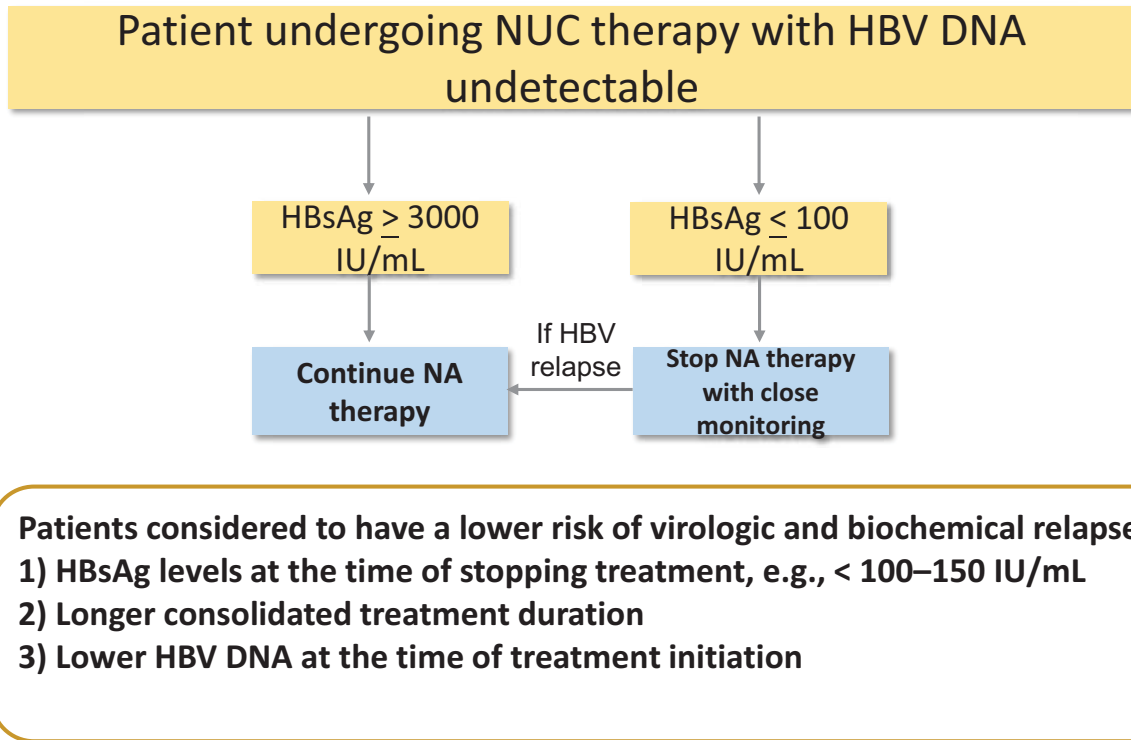 Patient undergoing NUC therapy with HBV DNA
undetectable
HBsAg ≥ 3000
IU/mL
HBsAg ≤ 100
IU/mL
If HBV
relapse
Continue NA
therapy
Stop NA therapy
with close
monitoring
Patients considered to have a lower risk of virologic and biochemical relapse
1) HBsAg levels at the time of stopping treatment, e.g., < 100–150 IU/mL
2) Longer consolidated treatment duration
3) Lower HBV DNA at the time of treatment initiation